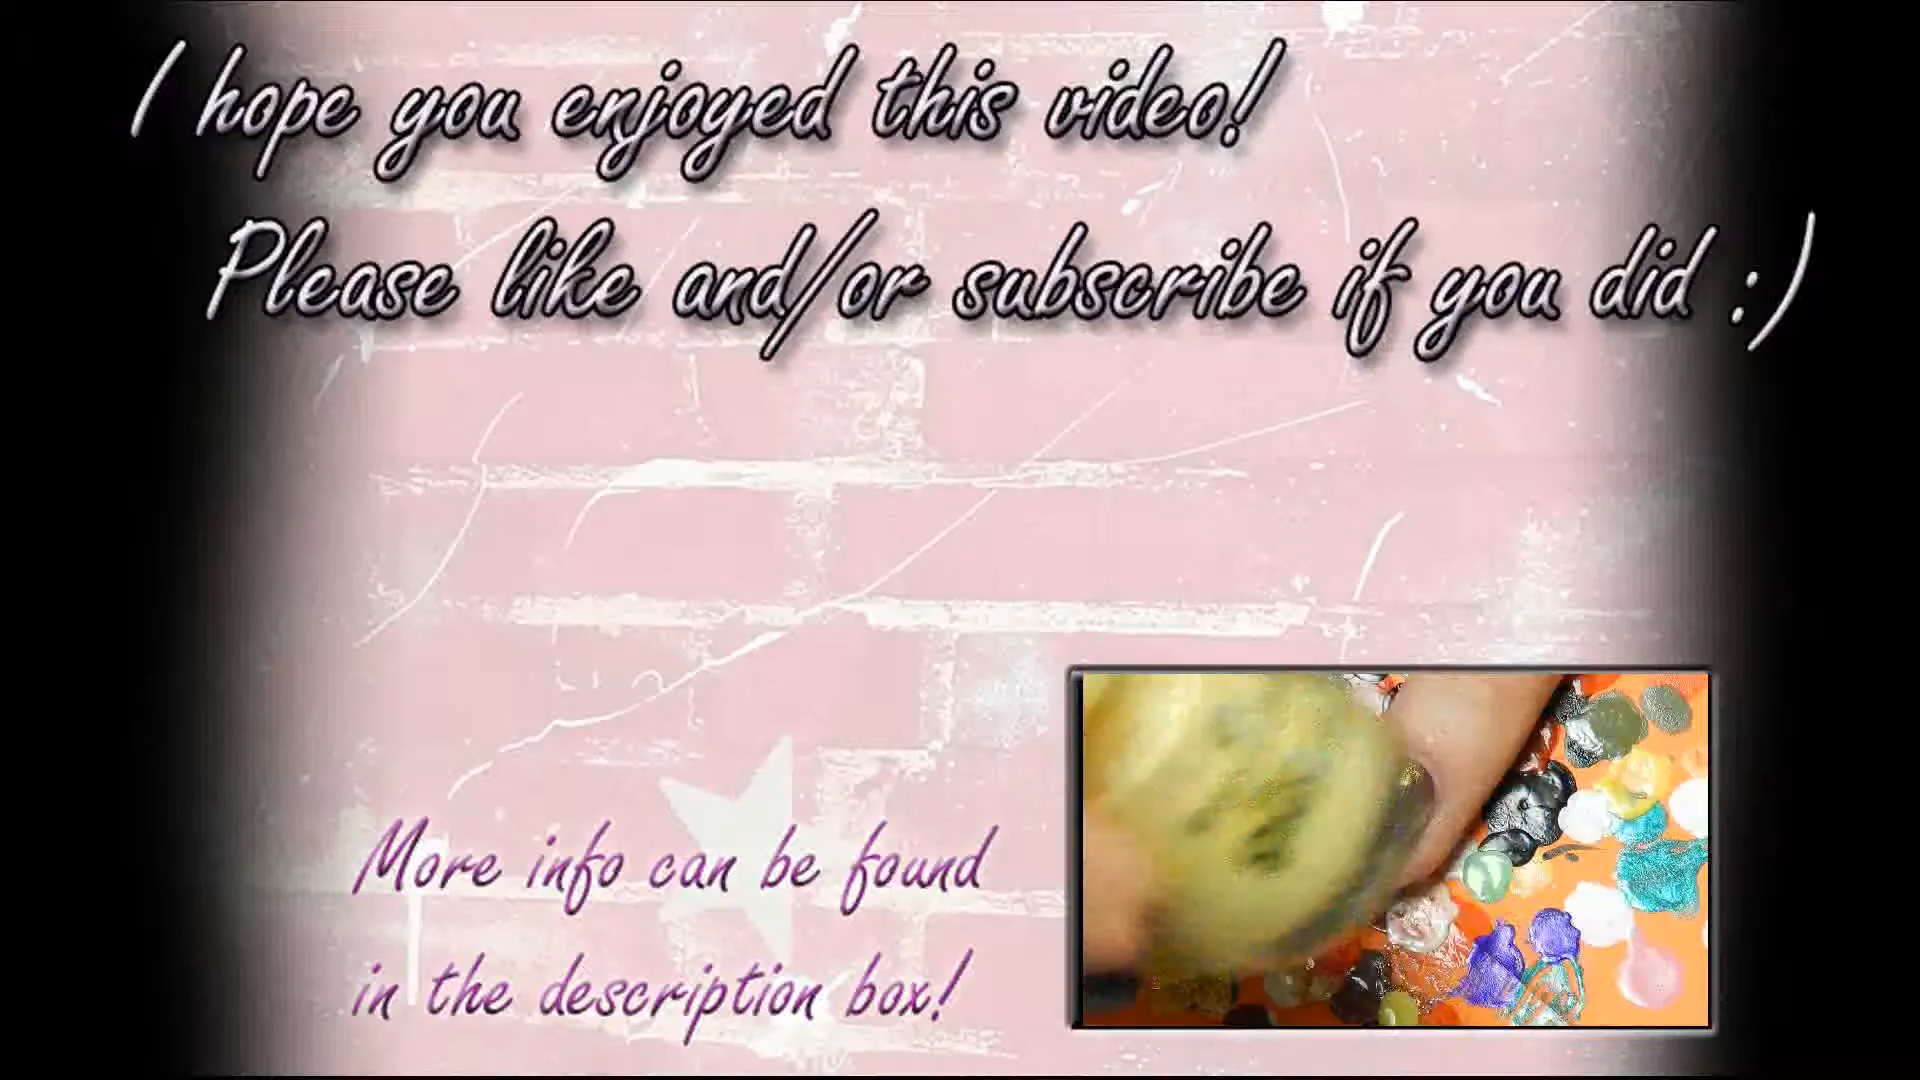 I hope you enjoyed this video!
Please like and/or subscribe if you did :)
More info can be found
in the description box!